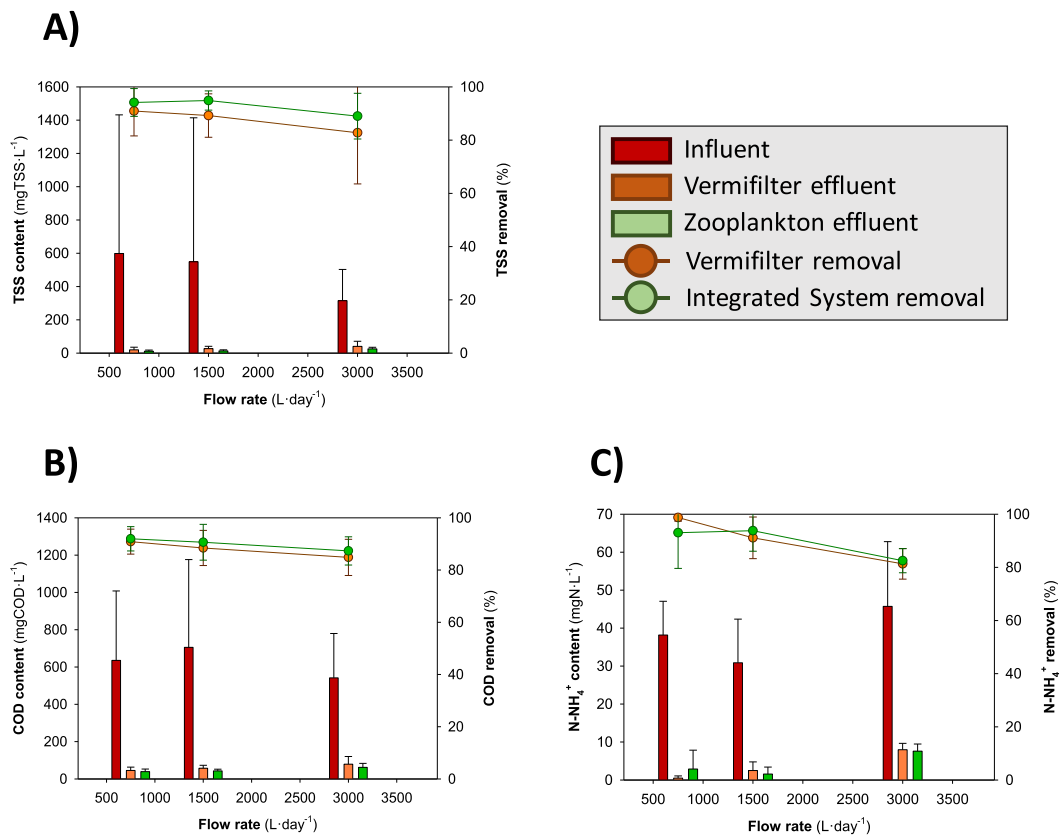 A)
1600
1400
1200
1000
800
600
400
200
0
TSS content (mgTSS·L⁻¹)
100
80
60
40
20
0
TSS removal (%)
500 1000 1500 2000 2500 3000 3500
Flow rate (L·day⁻¹)
Influent
Vermifilter effluent
Zooplankton effluent
Vermifilter removal
Integrated System removal
B)
1400
1200
1000
800
600
400
200
0
COD content (mgCOD·L⁻¹)
100
80
60
40
20
0
COD removal (%)
500 1000 1500 2000 2500 3000 3500
Flow rate (L·day⁻¹)
C)
70
60
50
40
30
20
10
0
N-NH₄⁺ content (mgN·L⁻¹)
100
80
60
40
20
0
N-NH₄⁺ removal (%)
500 1000 1500 2000 2500 3000 3500
Flow rate (L·day⁻¹)